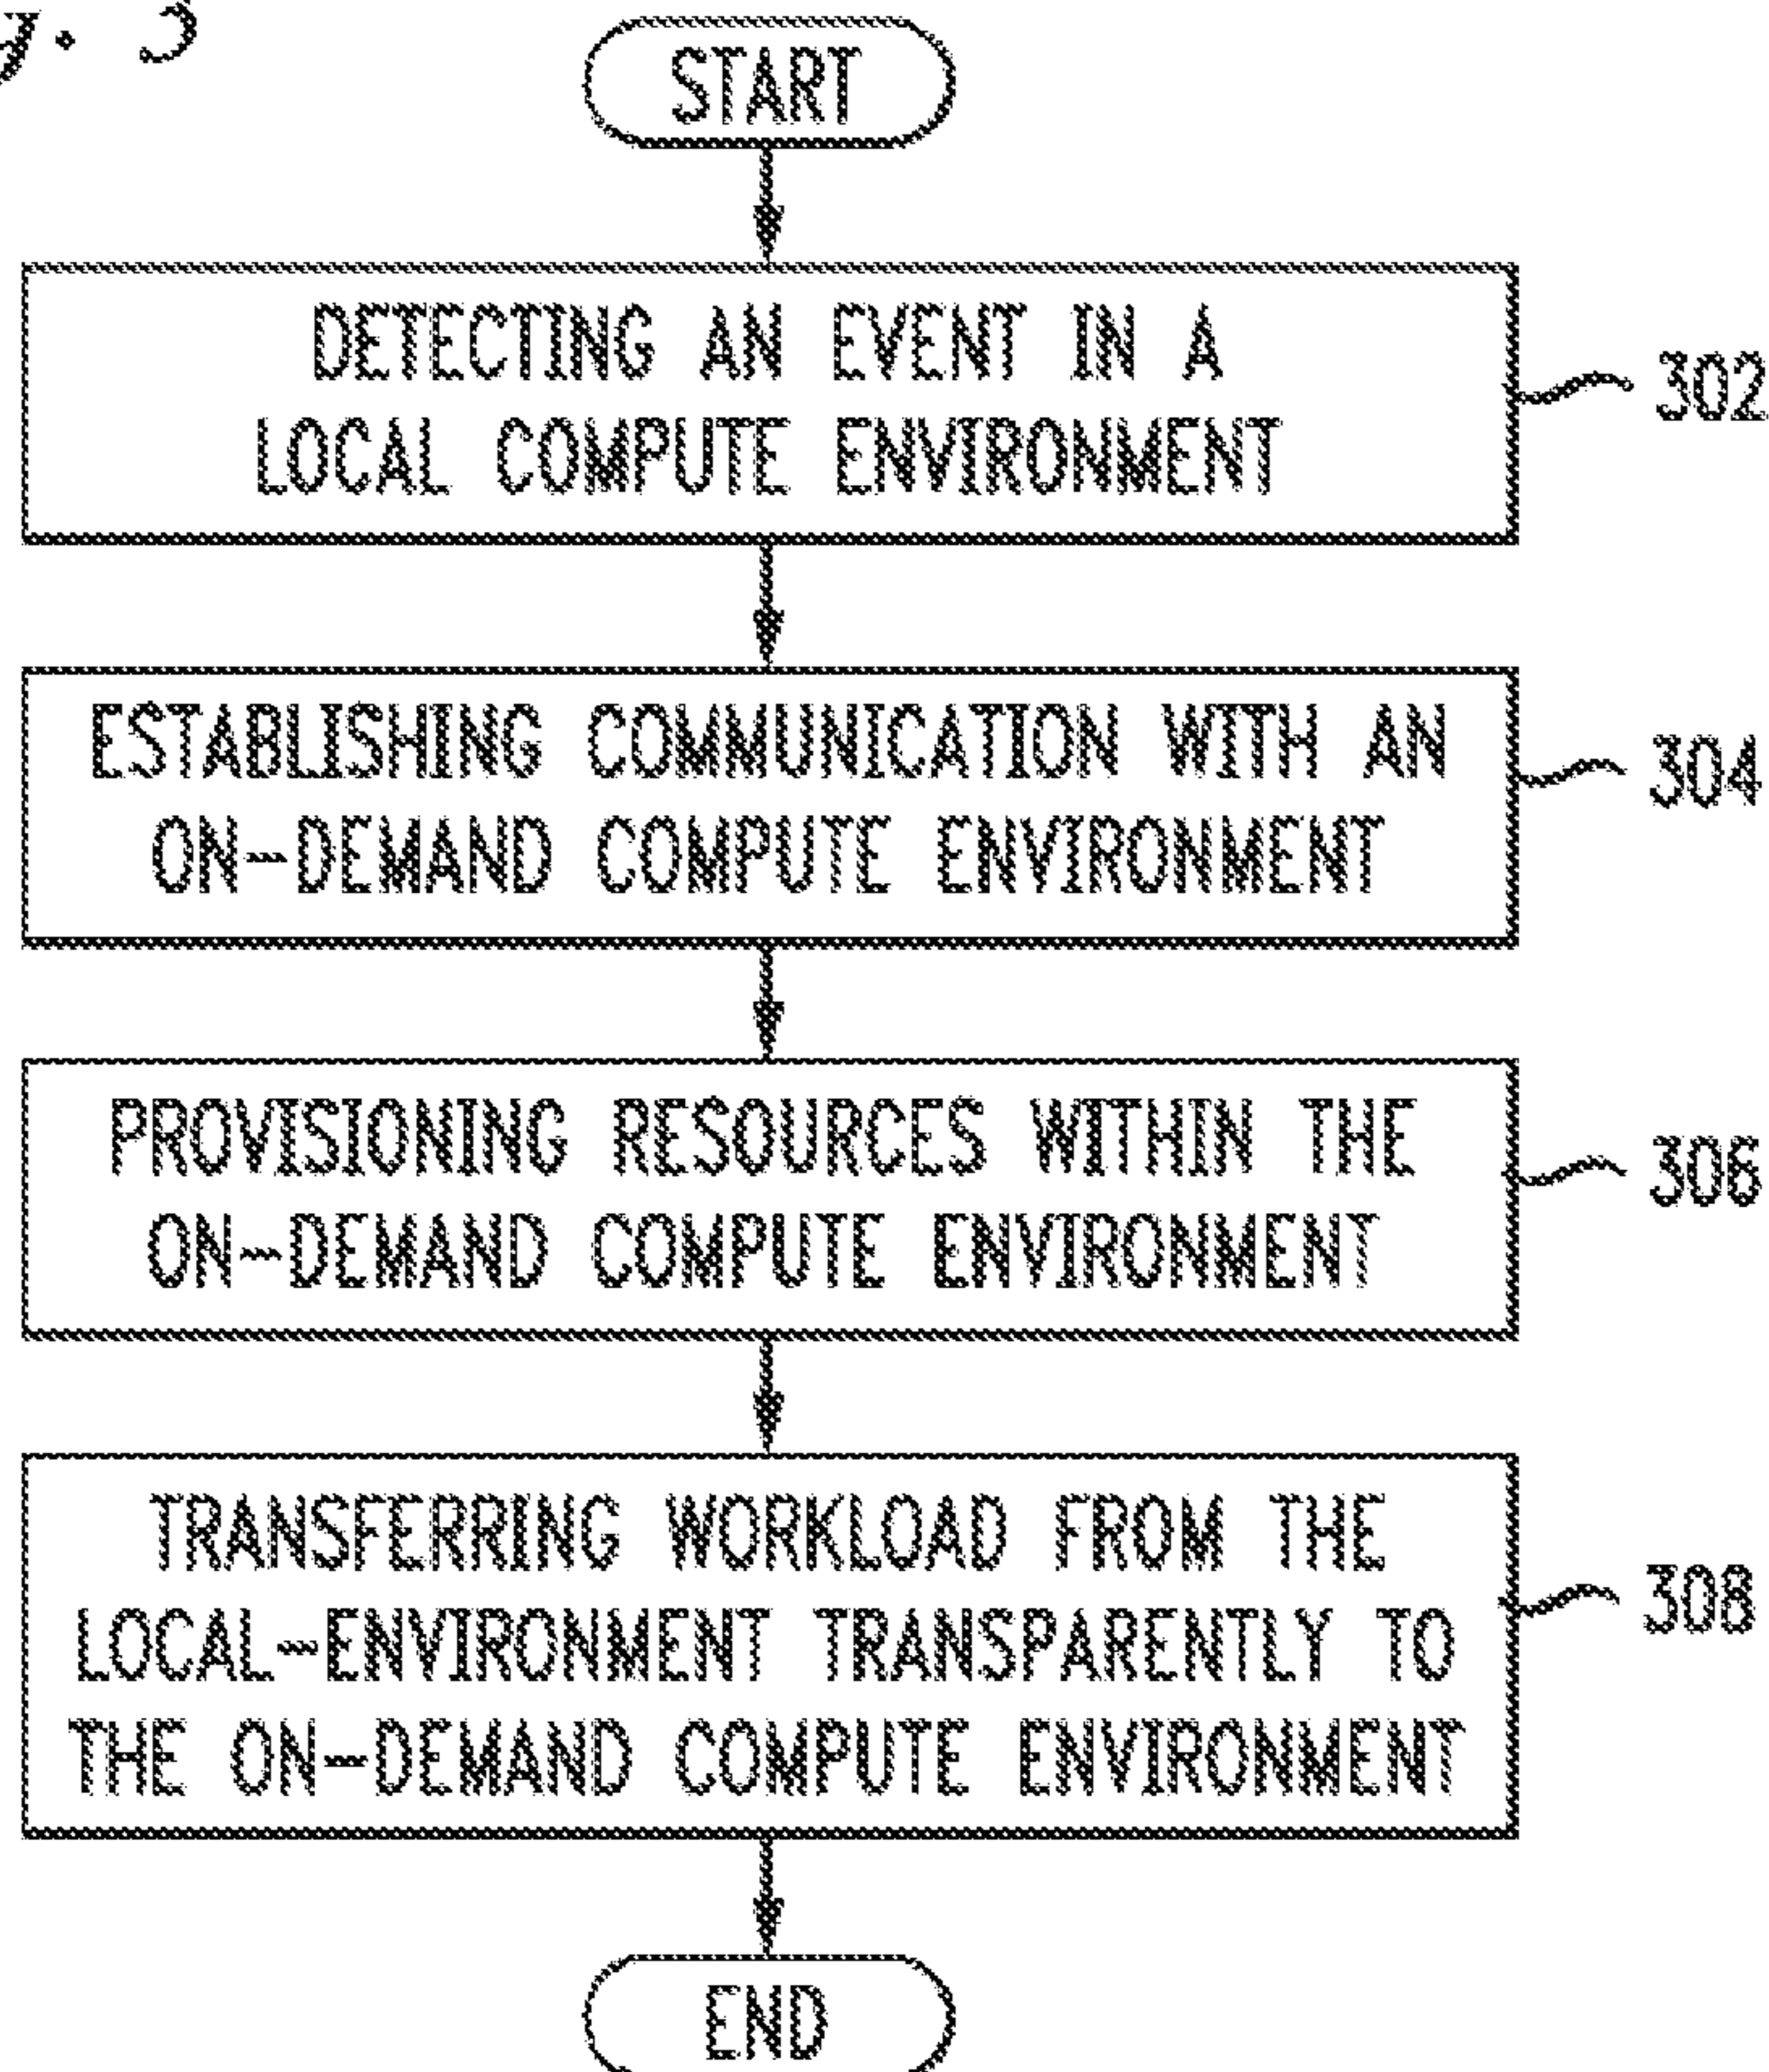 3
START
DETECTING AN EVENT IN A
LOCAL COMPUTE ENVIRONMENT
302
ESTABLISHING COMMUNICATION WITH AN
ON-DEMAND COMPUTE ENVIRONMENT
304
PROVISIONING RESOURCES WITHIN THE
ON-DEMAND COMPUTE ENVIRONMENT
306
TRANSFERRING WORKLOAD FROM THE
LOCAL-ENVIRONMENT TRANSPARENTLY TO
THE ON-DEMAND COMPUTE ENVIRONMENT
308
END